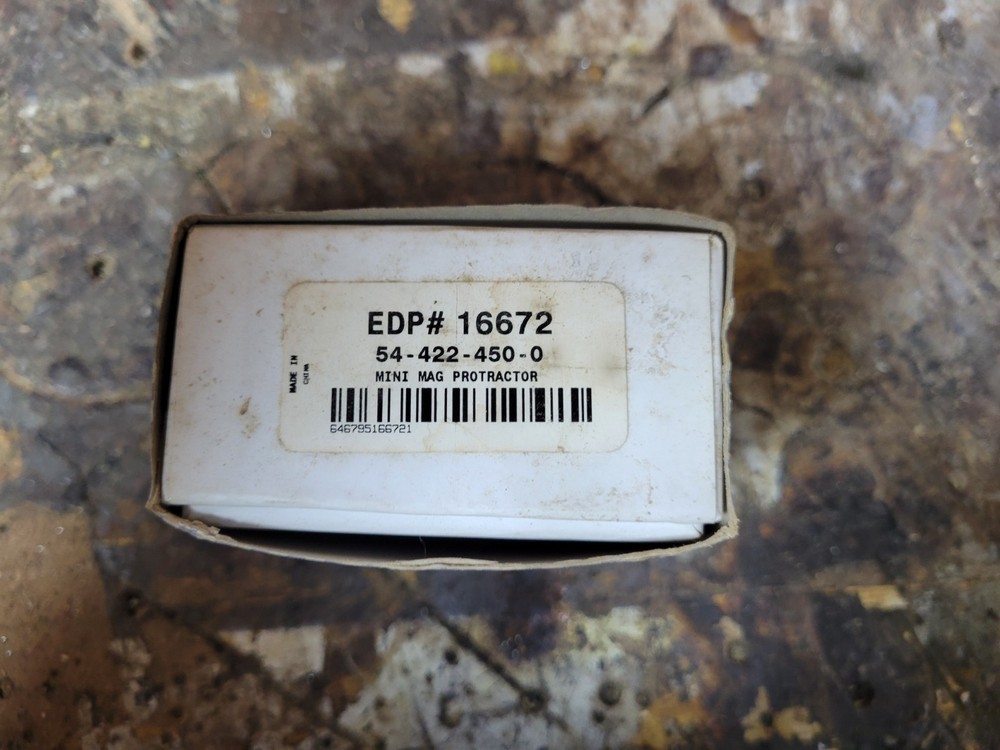 EDP# 16672
54-422-450-0
MINI MAG PROTRACTOR
MADE IN
CHINA
646795166721